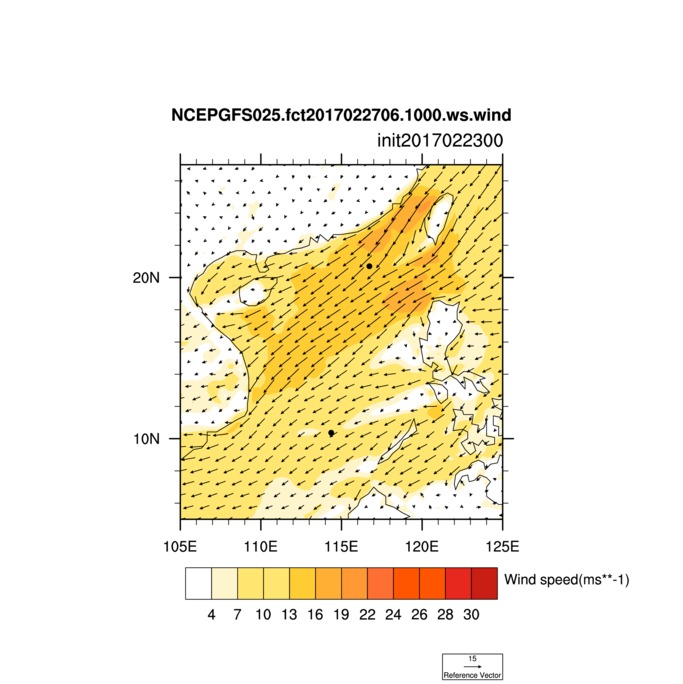 NCEPGFS025.fct2017022706.1000.ws.wind
init2017022300
20N
10N
105E 110E 115E 120E 125E
Wind speed(ms**-1)
4 7 10 13 16 19 22 24 26 28 30
15
Reference Vector